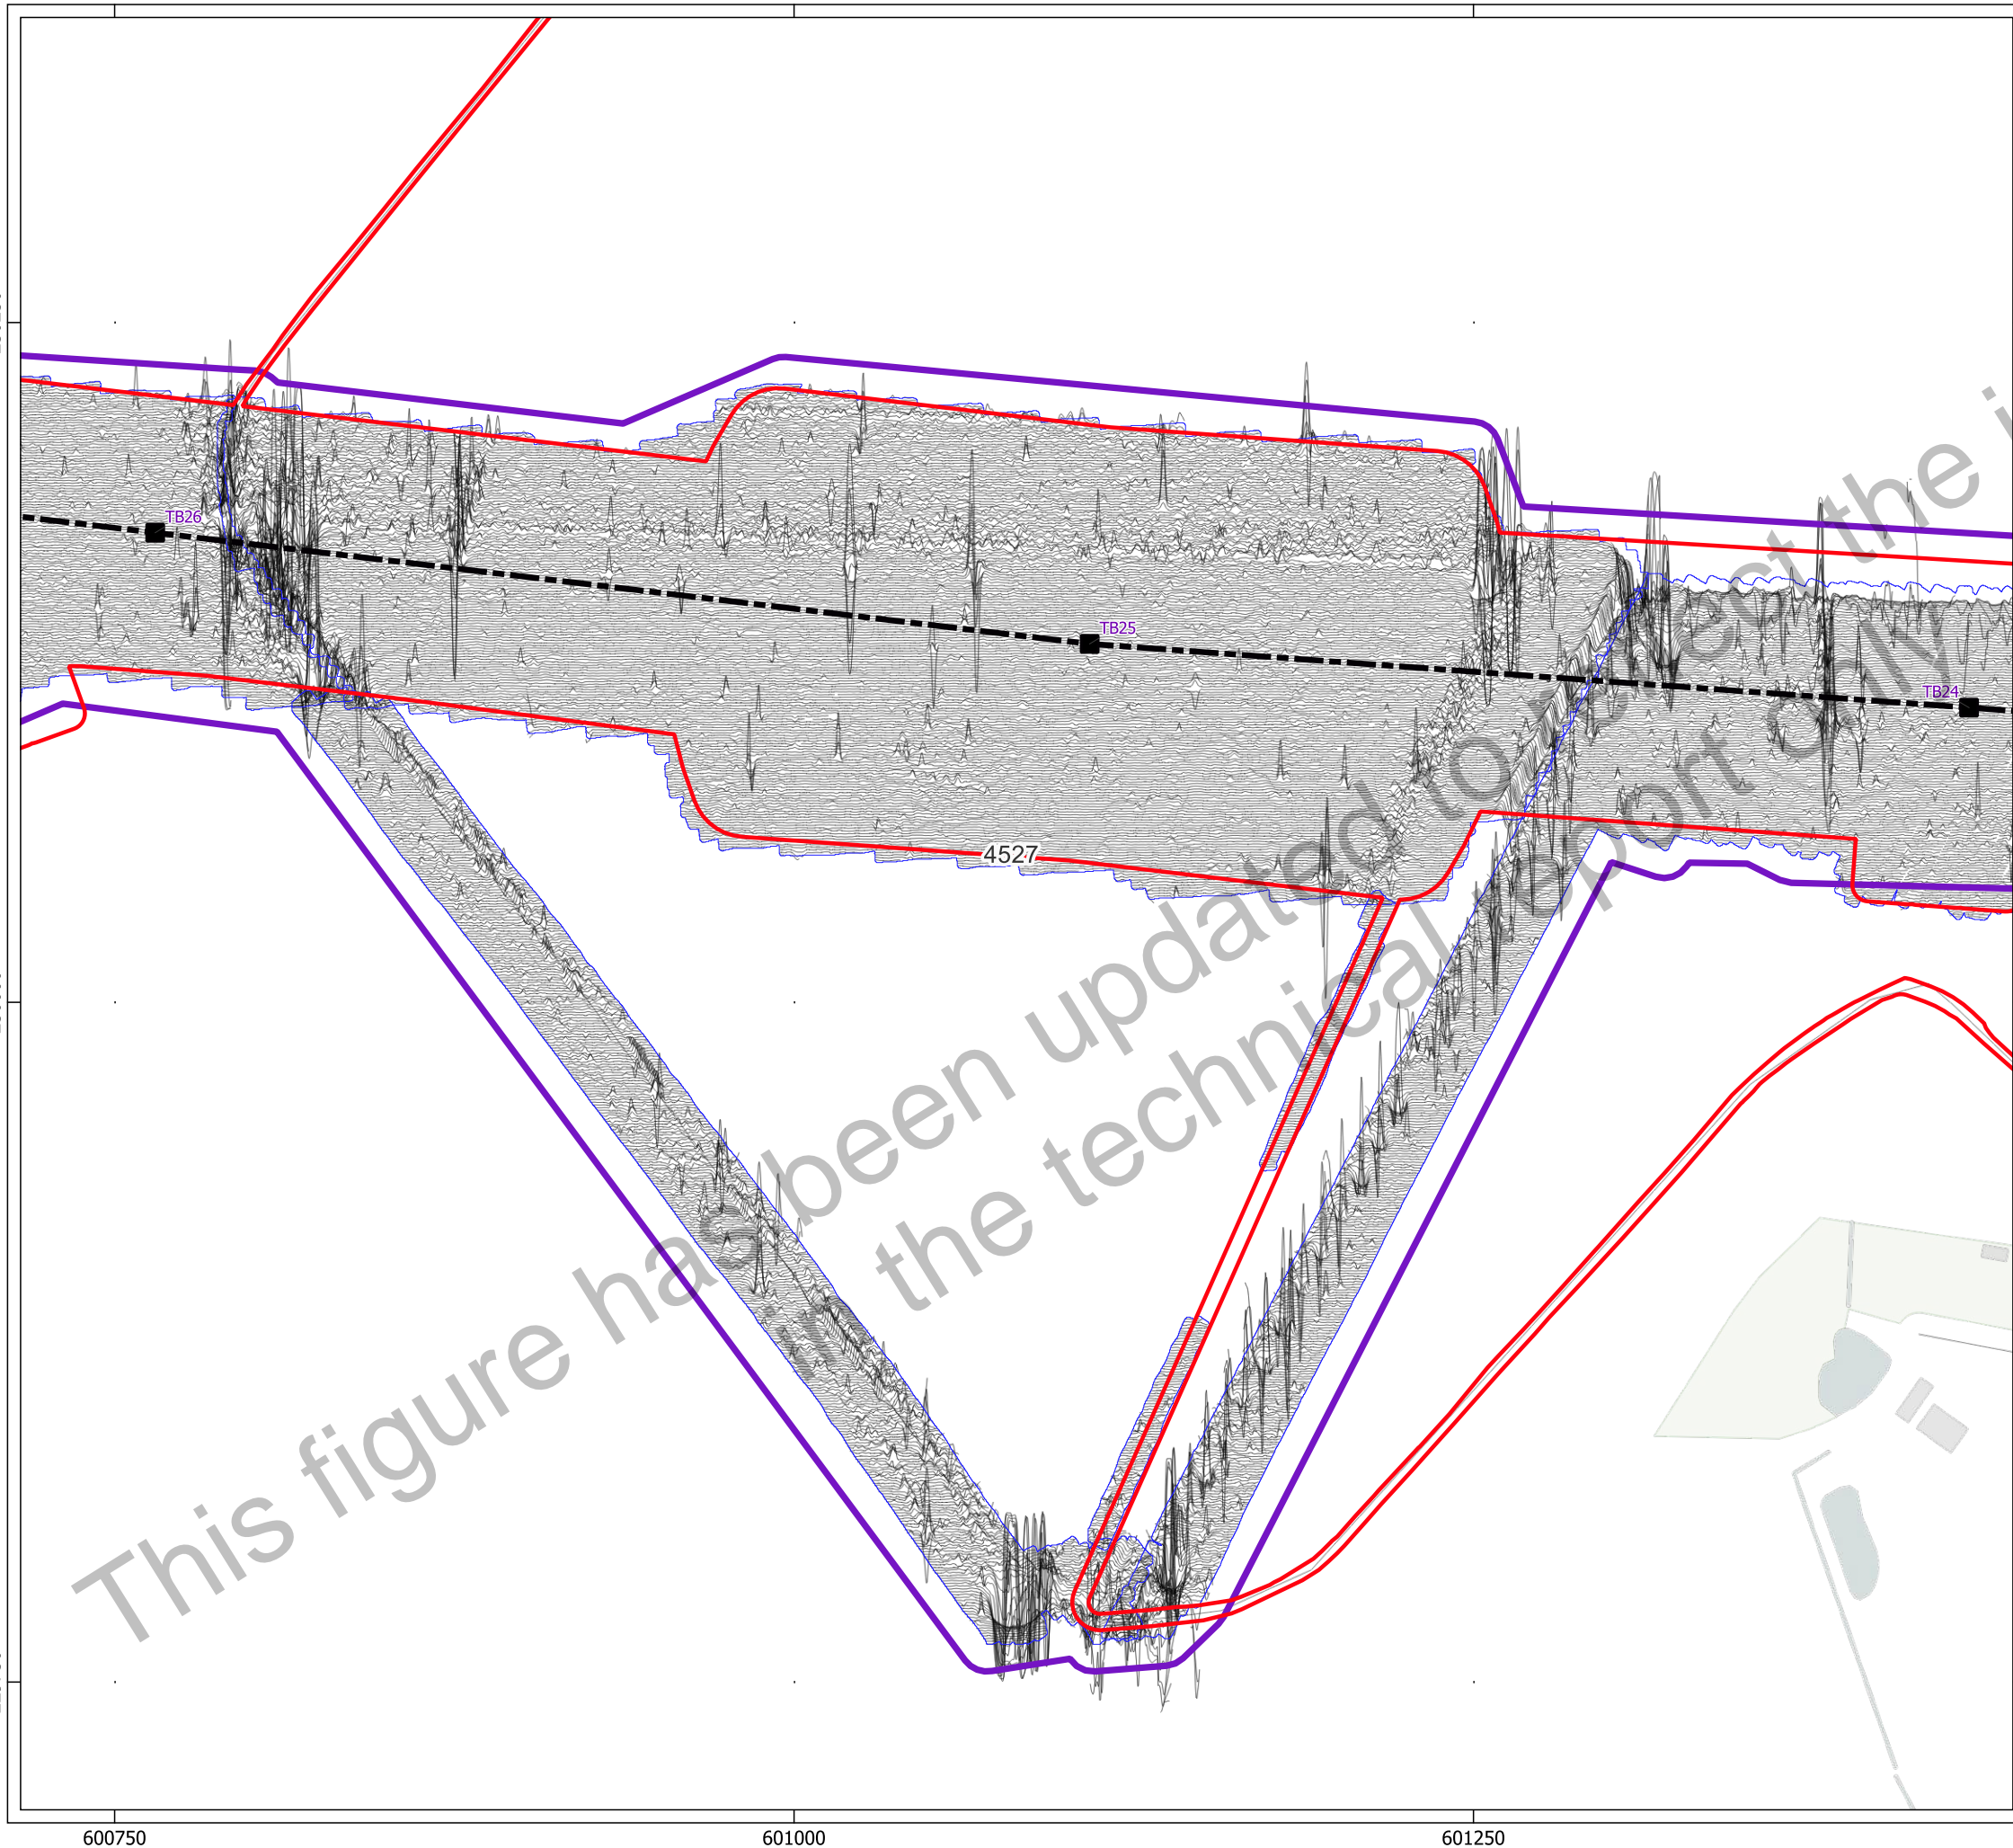 TB26
TB25
TB24
4527
This figure has been updated to reflect the i
in the technical report only
600750
601000
601250